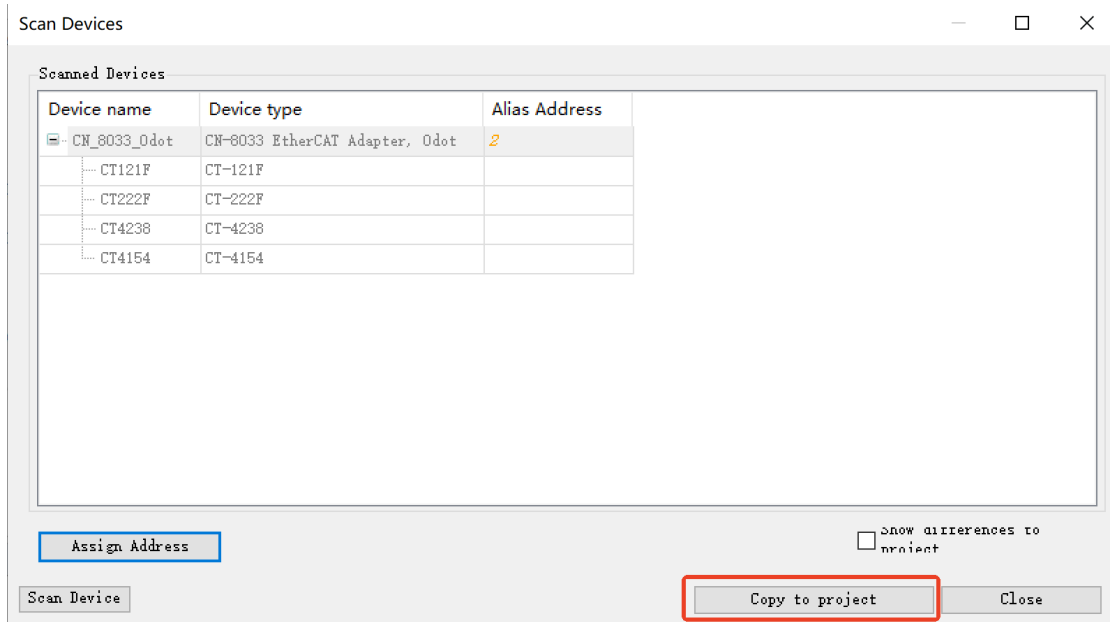 Scan Devices
Scanned Devices
Device name Device type Alias Address
CN_8033_Odot CN-8033 EtherCAT Adapter, Odot 2
CT121F CT-121F
CT222F CT-222F
CT4238 CT-4238
CT4154 CT-4154
Show differences to
project
Assign Address
Scan Device Copy to project Close